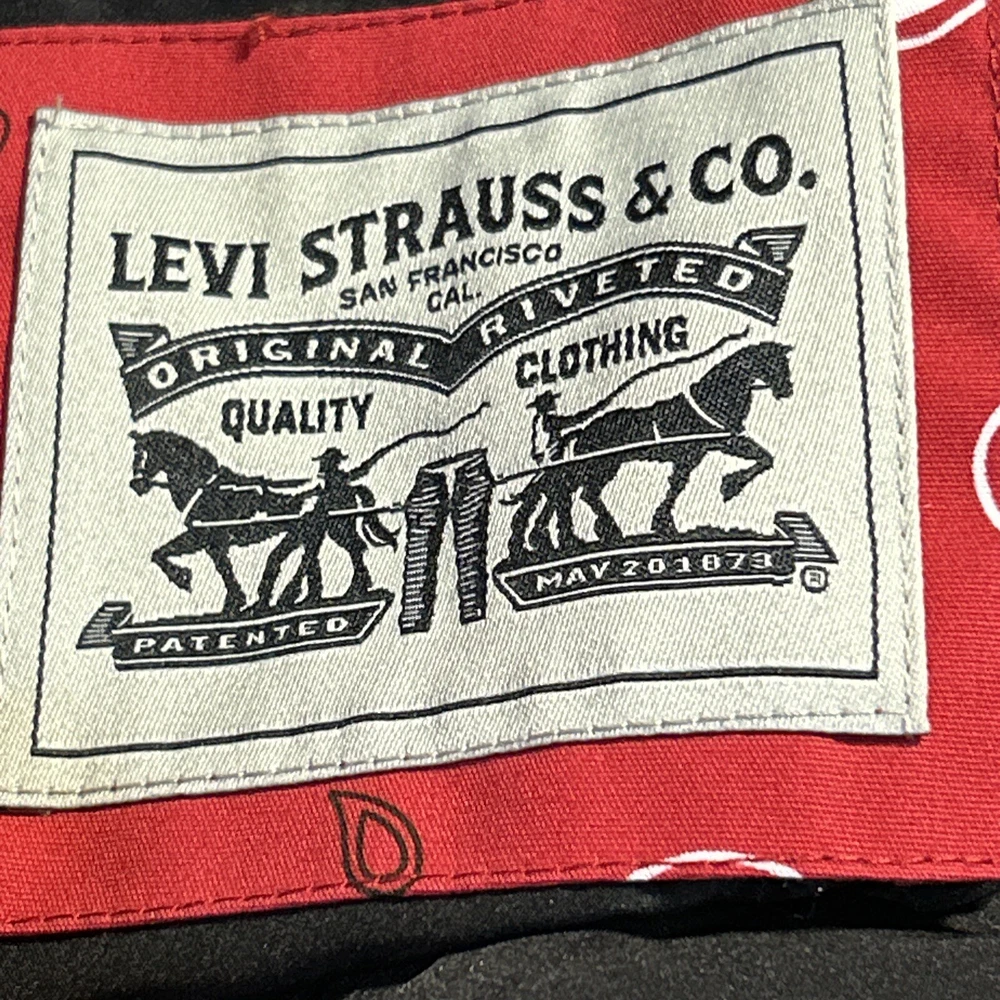 LEVI STRAUSS & CO.
SAN FRANCISCO
CAL.
ORIGINAL RIVETED
QUALITY CLOTHING
PATENTED MAY 20 1873
®